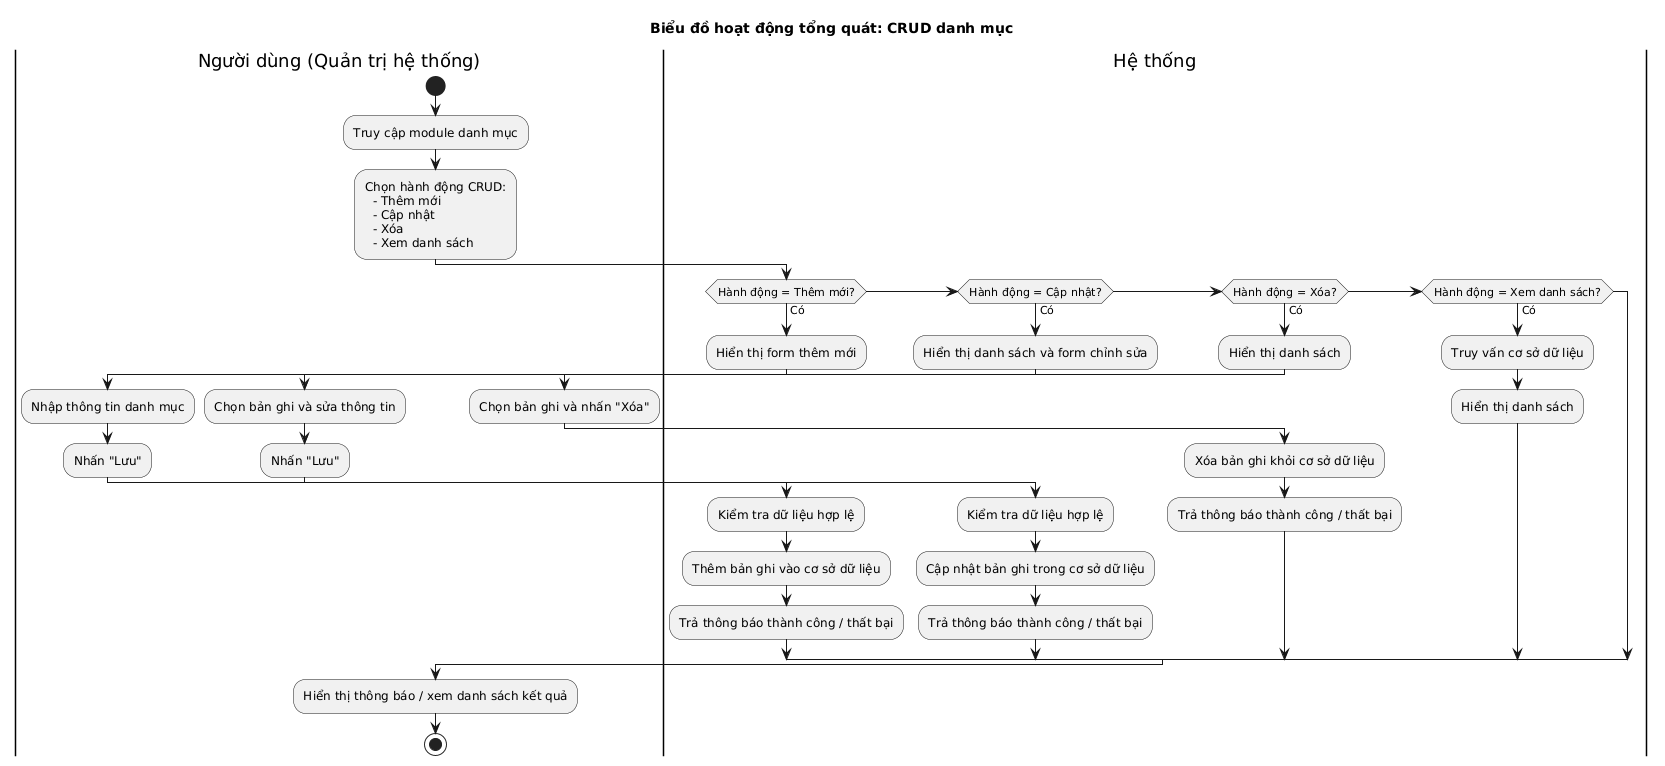 Biểu đồ hoạt động tổng quát: CRUD danh mục
Người dùng (Quản trị hệ thống)
Hệ thống
Truy cập module danh mục
Chọn hành động CRUD:
- Thêm mới
- Cập nhật
- Xóa
- Xem danh sách
Hành động = Thêm mới?
Hành động = Cập nhật?
Hành động = Xóa?
Hành động = Xem danh sách?
Có
Có
Có
Có
Hiển thị form thêm mới
Hiển thị danh sách và form chỉnh sửa
Hiển thị danh sách
Truy vấn cơ sở dữ liệu
Nhập thông tin danh mục
Chọn bản ghi và sửa thông tin
Chọn bản ghi và nhấn "Xóa"
Hiển thị danh sách
Nhấn "Lưu"
Nhấn "Lưu"
Xóa bản ghi khỏi cơ sở dữ liệu
Kiểm tra dữ liệu hợp lệ
Kiểm tra dữ liệu hợp lệ
Trả thông báo thành công / thất bại
Thêm bản ghi vào cơ sở dữ liệu
Cập nhật bản ghi trong cơ sở dữ liệu
Trả thông báo thành công / thất bại
Trả thông báo thành công / thất bại
Hiển thị thông báo / xem danh sách kết quả